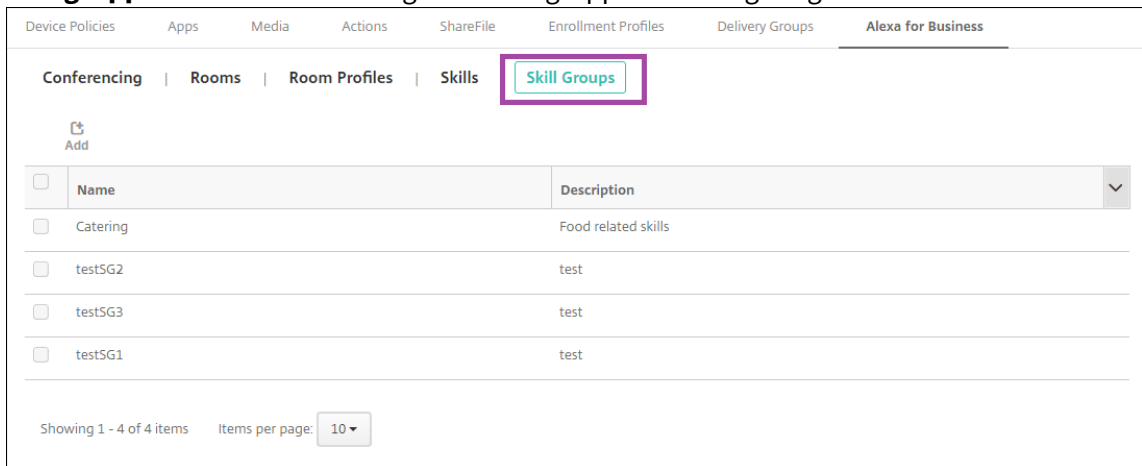 Device Policies Apps Media Actions ShareFile Enrollment Profiles Delivery Groups Alexa for Business
Conferencing | Rooms | Room Profiles | Skills Skill Groups
Add
Name Description
Catering Food related skills
testSG2 test
testSG3 test
testSG1 test
Showing 1 - 4 of 4 items Items per page: 10